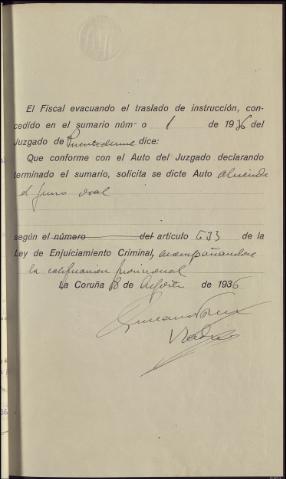 El Fiscal evacuando el traslado de instrucción, con-
cedido en el sumario núm- o 1 de 1936 del
Juzgado de Puentedeume dice:
Que conforme con el Auto del Juzgado declarando
terminado el sumario, solicita se dicte Auto abriendo
el juicio oral
según el número del artículo 633 de la
Ley de Enjuiciamiento Criminal, acompañándose
la calificación provisional
La Coruña 18 de Agosto de 1936